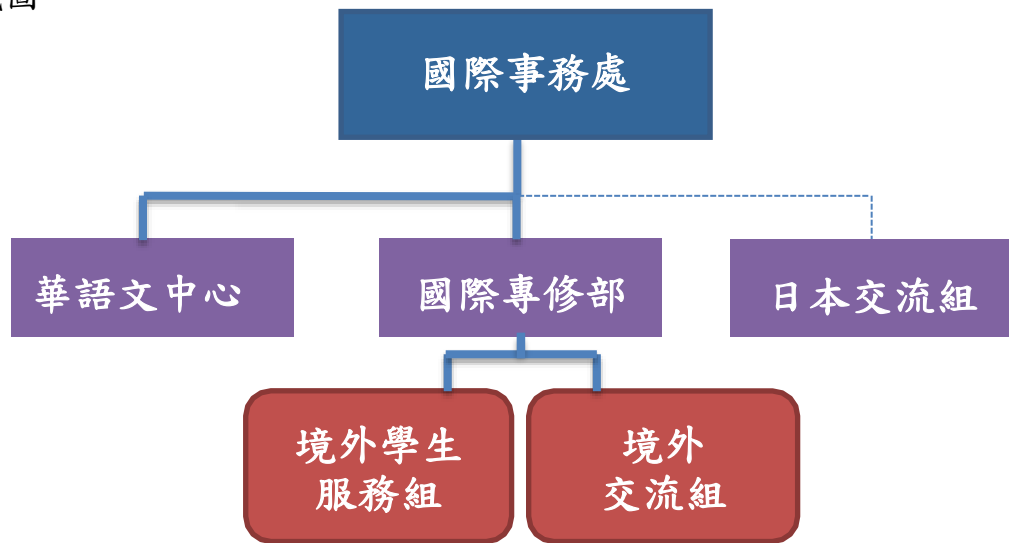 圖
國際事務處
華語文中心
國際專修部
日本交流組
境外學生
服務組
境外
交流組